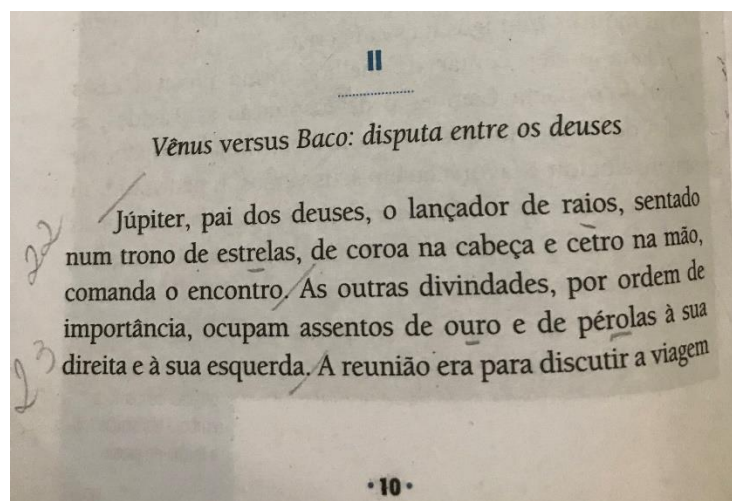 II
Vênus versus Baco: disputa entre os deuses
22
Júpiter, pai dos deuses, o lançador de raios, sentado
num trono de estrelas, de coroa na cabeça e cetro na mão,
comanda o encontro. As outras divindades, por ordem de
importância, ocupam assentos de ouro e de pérolas à sua
23
direita e à sua esquerda. A reunião era para discutir a viagem
• 10 •